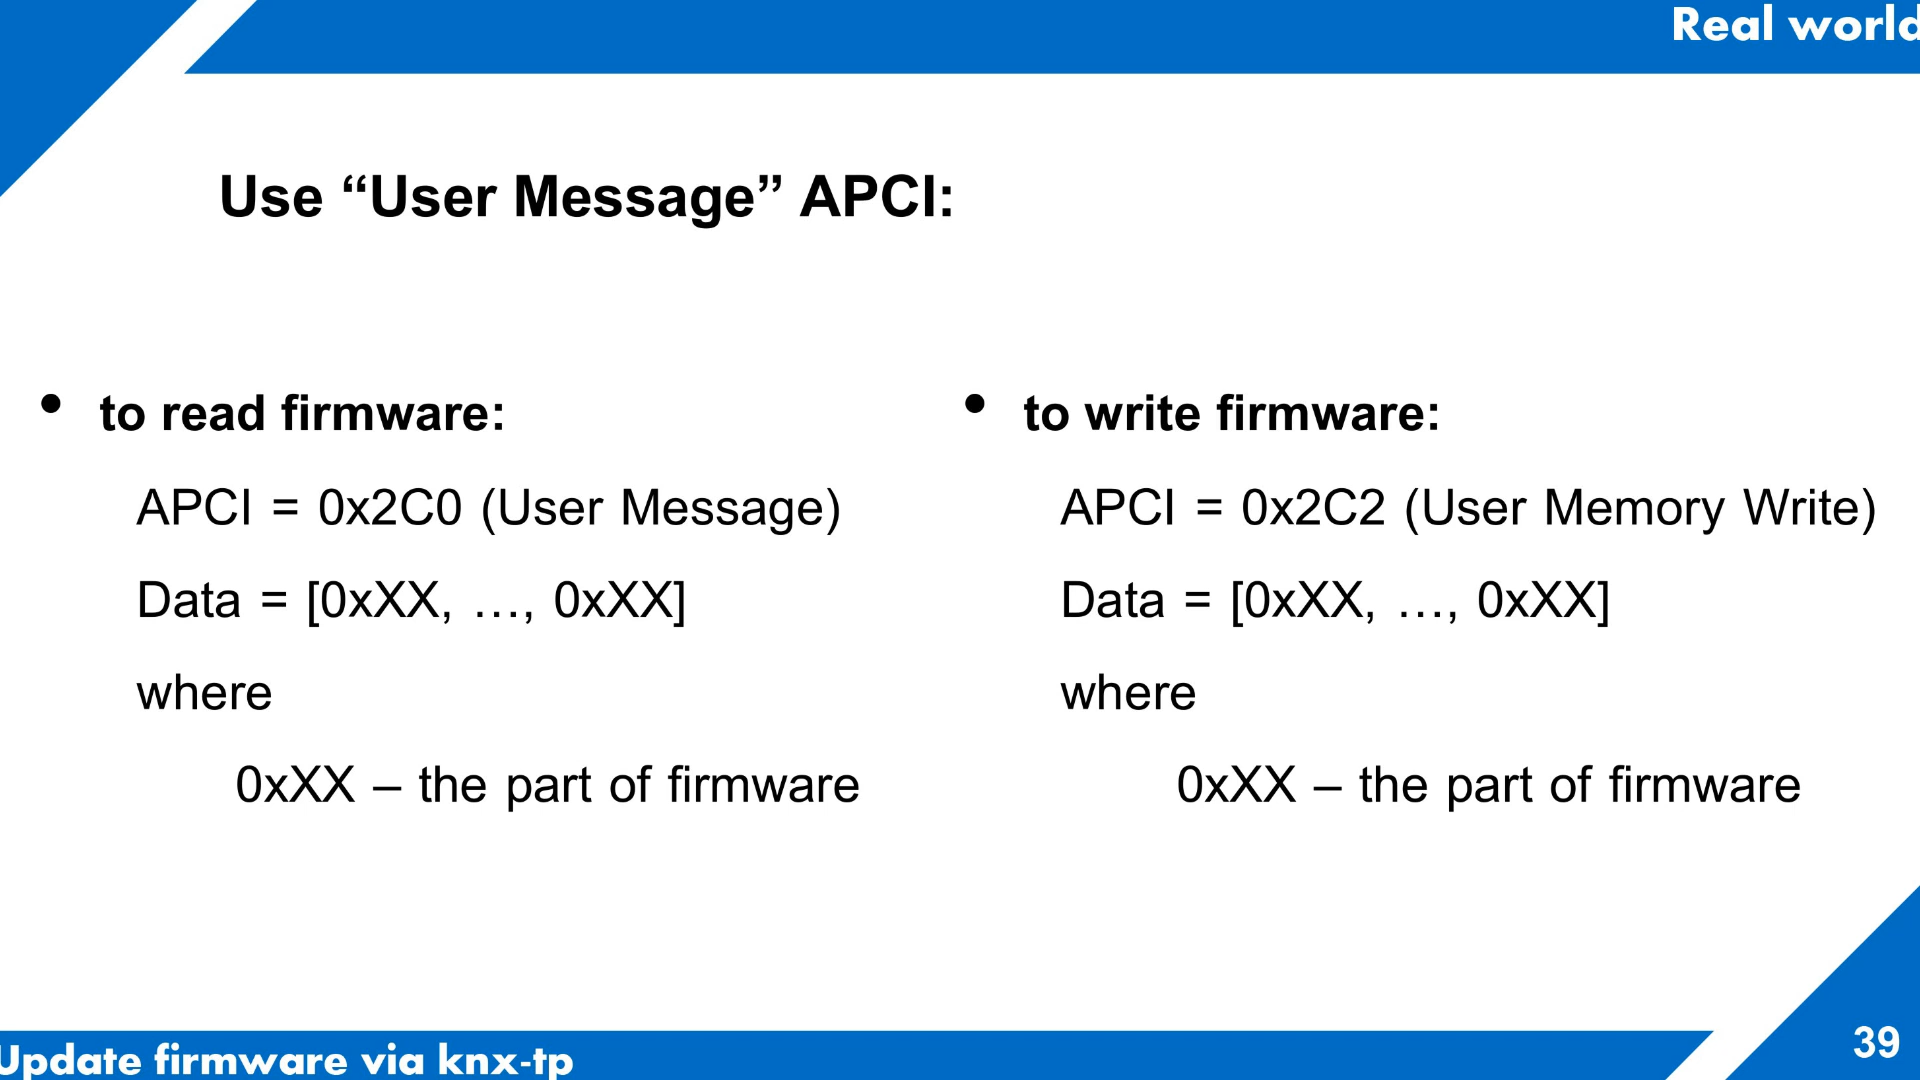 Real world
Use “User Message” APCI:
• to read firmware:
APCI = 0x2C0 (User Message)
Data = [0xXX, …, 0xXX]
where
0xXX – the part of firmware
• to write firmware:
APCI = 0x2C2 (User Memory Write)
Data = [0xXX, …, 0xXX]
where
0xXX – the part of firmware
Update firmware via knx-tp
39